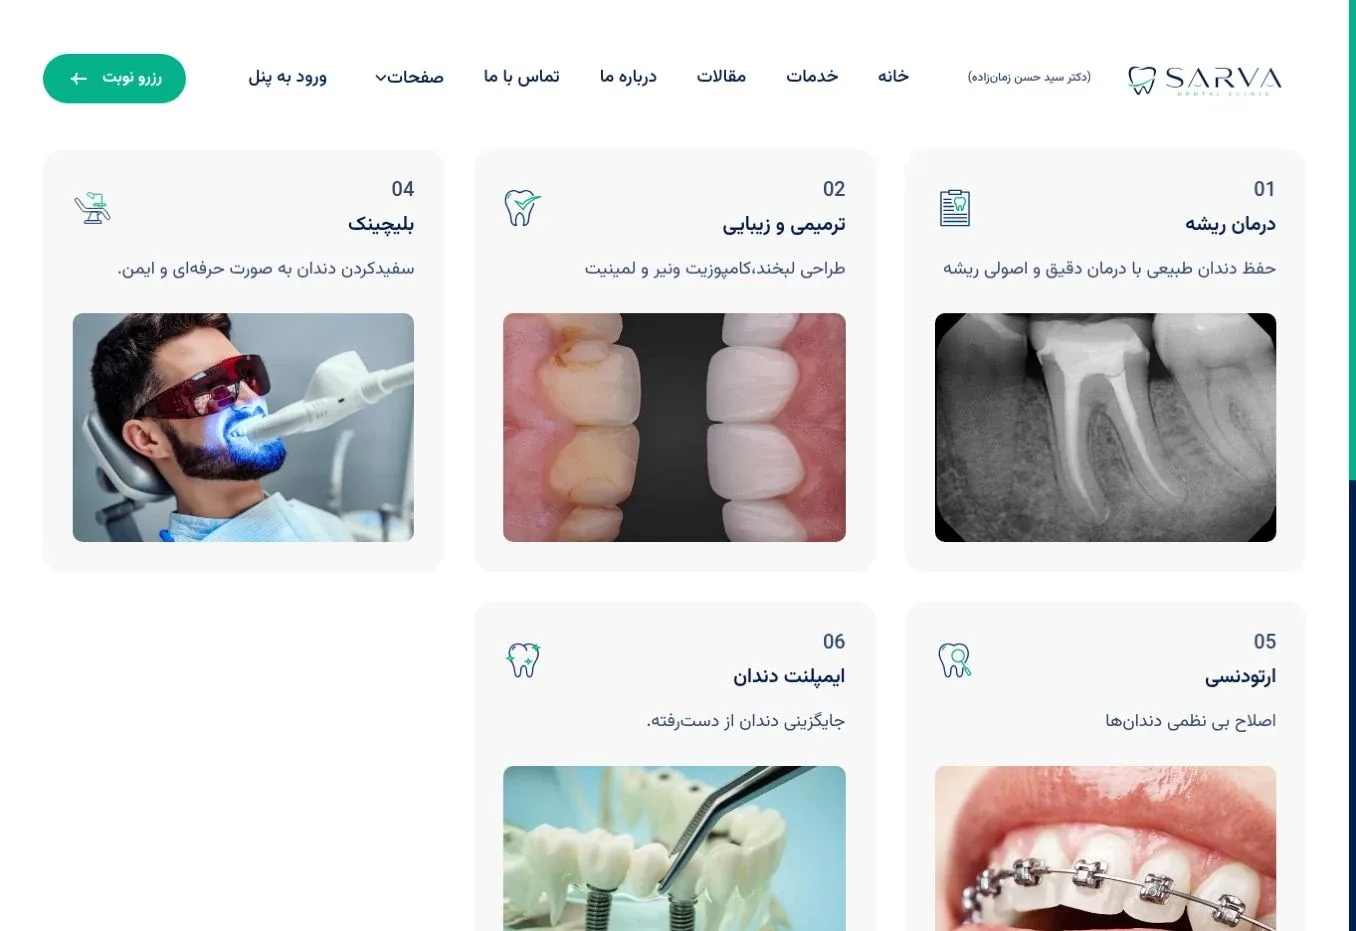 SARVA
DENTAL CLINIC
(دکتر سید حسن زمان‌زاده)
خانه
خدمات
مقالات
درباره ما
تماس با ما
صفحات
ورود به پنل
رزرو نوبت
01
درمان ریشه
حفظ دندان طبیعی با درمان دقیق و اصولی ریشه
02
ترمیمی و زیبایی
طراحی لبخند،کامپوزیت ونیر و لمینیت
04
بلیچینک
سفیدکردن دندان به صورت حرفه‌ای و ایمن.
05
ارتودنسی
اصلاح بی نظمی دندان‌ها
06
ایمپلنت دندان
جایگزینی دندان از دست‌رفته.